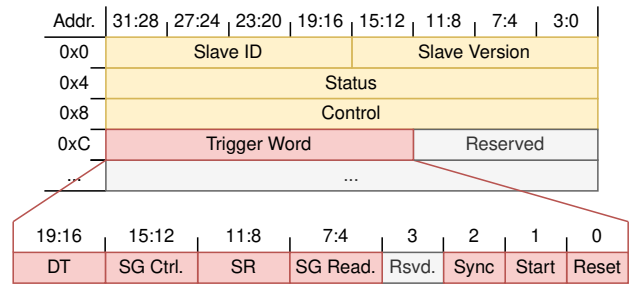 Addr. 31:28 27:24 23:20 19:16 15:12 11:8 7:4 3:0
0x0 Slave ID Slave Version
0x4 Status
0x8 Control
0xC Trigger Word Reserved
... ...
19:16 15:12 11:8 7:4 3 2 1 0
DT SG Ctrl. SR SG Read. Rsvd. Sync Start Reset